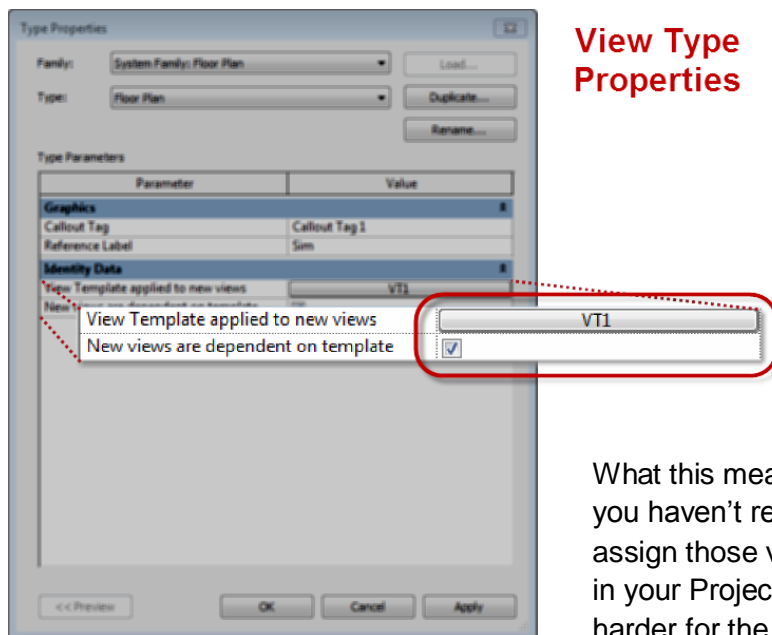 Type Properties
View Type
Properties
Family:
System Family: Floor Plan
Load...
Type:
Floor Plan
Duplicate...
Rename...
Type Parameters
Parameter Value
Graphics
Callout Tag Callout Tag 1
Reference Label Sim
Identity Data
View Template applied to new views VT1
New views are dependent on template
View Template applied to new views VT1
New views are dependent on template
What this
you haven't
assign those
in your
harder for the
<< Preview
OK
Cancel
Apply